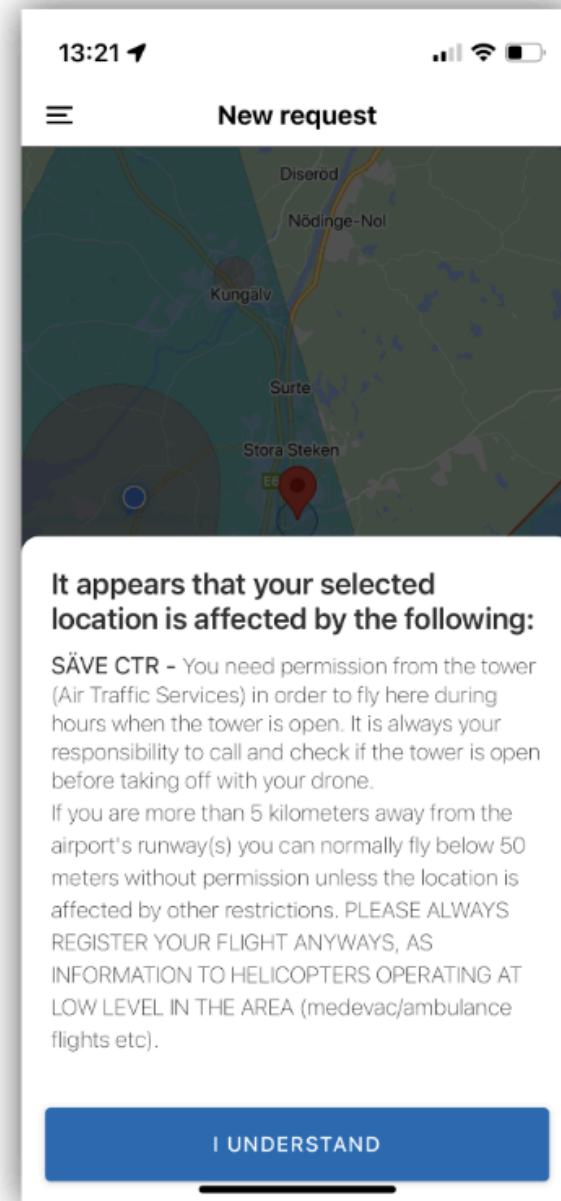 13:21
New request
Diseröd
Nödinge-Nol
Kungälv
Surte
Stora Steken
E6
It appears that your selected
location is affected by the following:
SÄVE CTR - You need permission from the tower
(Air Traffic Services) in order to fly here during
hours when the tower is open. It is always your
responsibility to call and check if the tower is open
before taking off with your drone.
If you are more than 5 kilometers away from the
airport's runway(s) you can normally fly below 50
meters without permission unless the location is
affected by other restrictions. PLEASE ALWAYS
REGISTER YOUR FLIGHT ANYWAYS, AS
INFORMATION TO HELICOPTERS OPERATING AT
LOW LEVEL IN THE AREA (medevac/ambulance
flights etc).
I UNDERSTAND